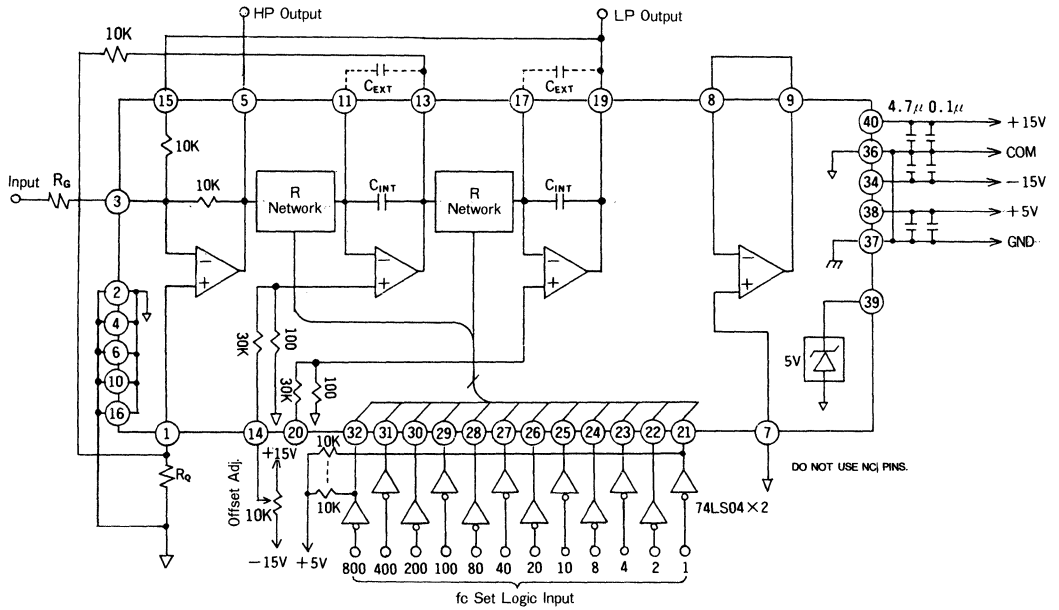 HP Output
LP Output
10K
CEXT
CEXT
15
5
11
13
17
19
8
9
4.7μ 0.1μ
40
+15V
36
COM
34
-15V
38
+5V
37
GND
39
10K
Input
RG
3
10K
R
Network
CINT
R
Network
CINT
2
4
6
10
16
30K
100
30K
100
5V
1
14
20
32
31
30
29
28
27
26
25
24
23
22
21
7
RQ
Offset Adj.
+15V
10K
-15V
10K
10K
+5V
74LS04×2
DO NOT USE NC PINS.
800
400
200
100
80
40
20
10
8
4
2
1
fc Set Logic Input